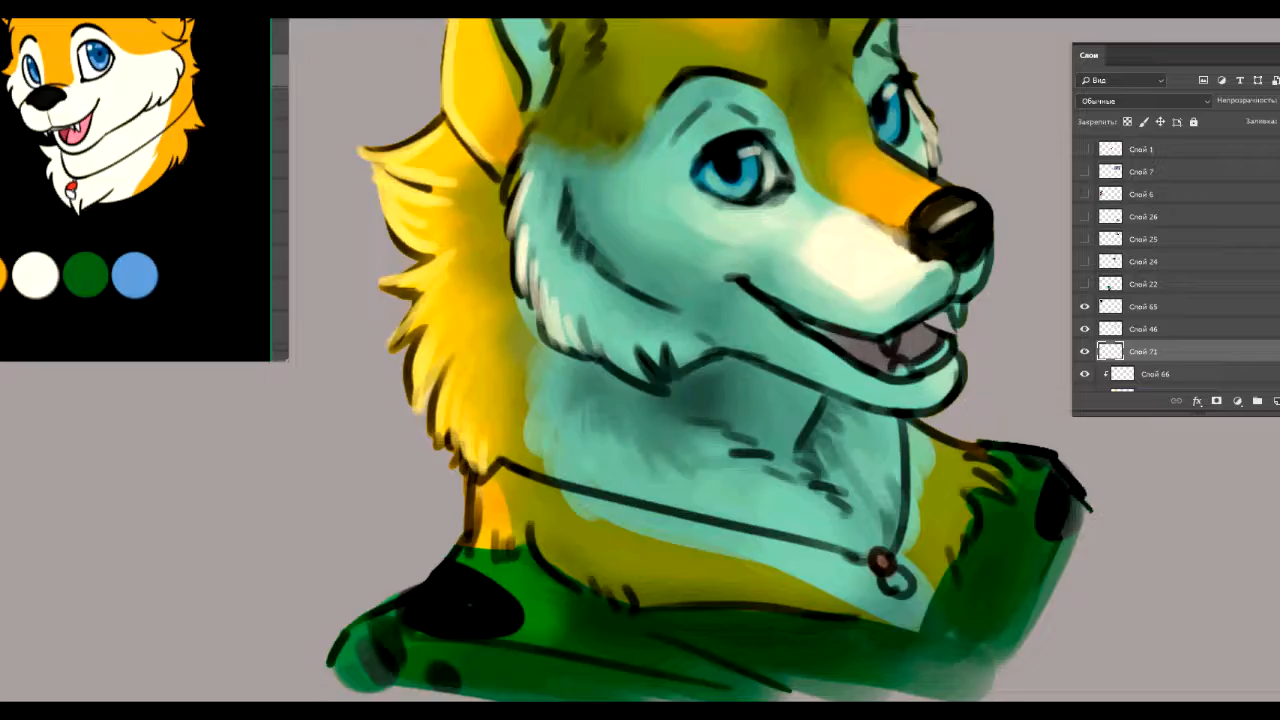 Слои
Вид
Обычные
Непрозрачность:
Закрепить:
Заливка:
Слой 1
Слой 7
Слой 6
Слой 26
Слой 25
Слой 24
Слой 22
Слой 65
Слой 46
Слой 71
Слой 66
fx